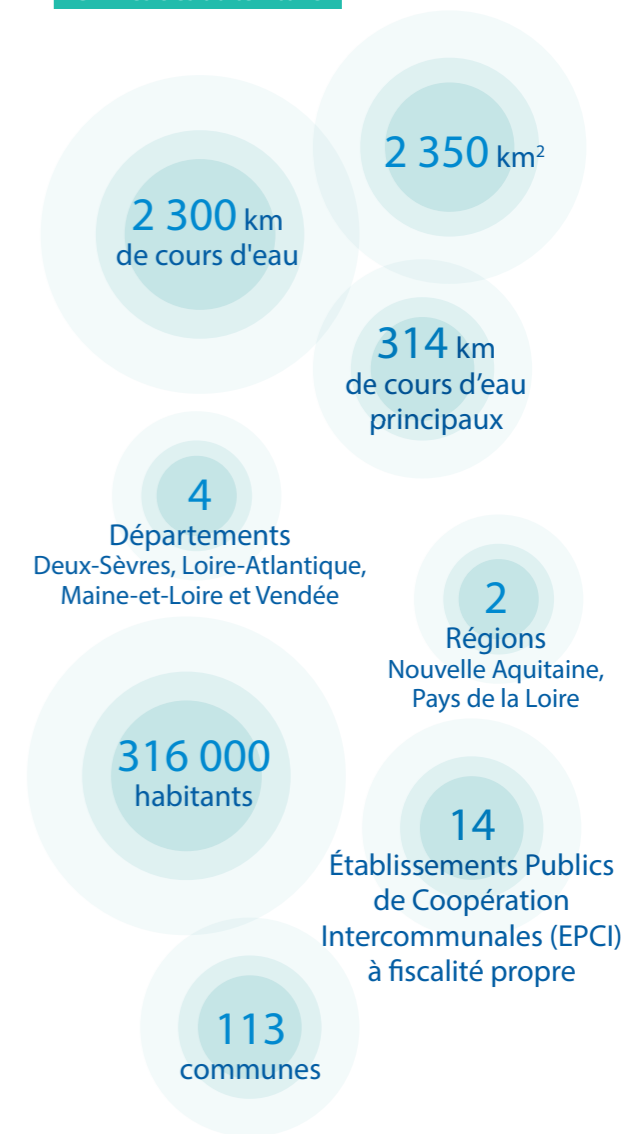 2 350 km²
2 300 km
de cours d'eau
314 km
de cours d’eau
principaux
4
Départements
Deux-Sèvres, Loire-Atlantique,
Maine-et-Loire et Vendée
2
Régions
Nouvelle Aquitaine,
Pays de la Loire
316 000
habitants
14
Établissements Publics
de Coopération
Intercommunales (EPCI)
à fiscalité propre
113
communes